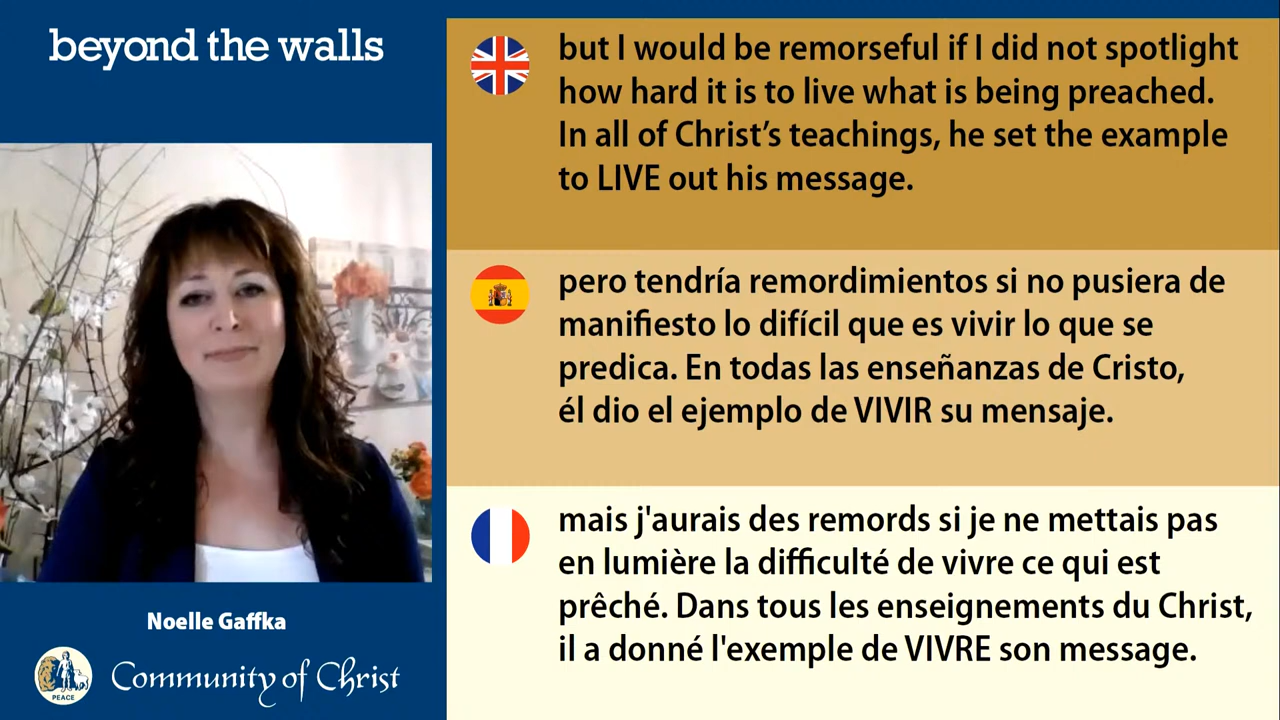 beyond the walls
but I would be remorseful if I did not spotlight
how hard it is to live what is being preached.
In all of Christ’s teachings, he set the example
to LIVE out his message.
pero tendría remordimientos si no pusiera de
manifiesto lo difícil que es vivir lo que se
predica. En todas las enseñanzas de Cristo,
él dio el ejemplo de VIVIR su mensaje.
mais j'aurais des remords si je ne mettais pas
en lumière la difficulté de vivre ce qui est
prêché. Dans tous les enseignements du Christ,
il a donné l'exemple de VIVRE son message.
Noelle Gaffka
PEACE
Community of Christ